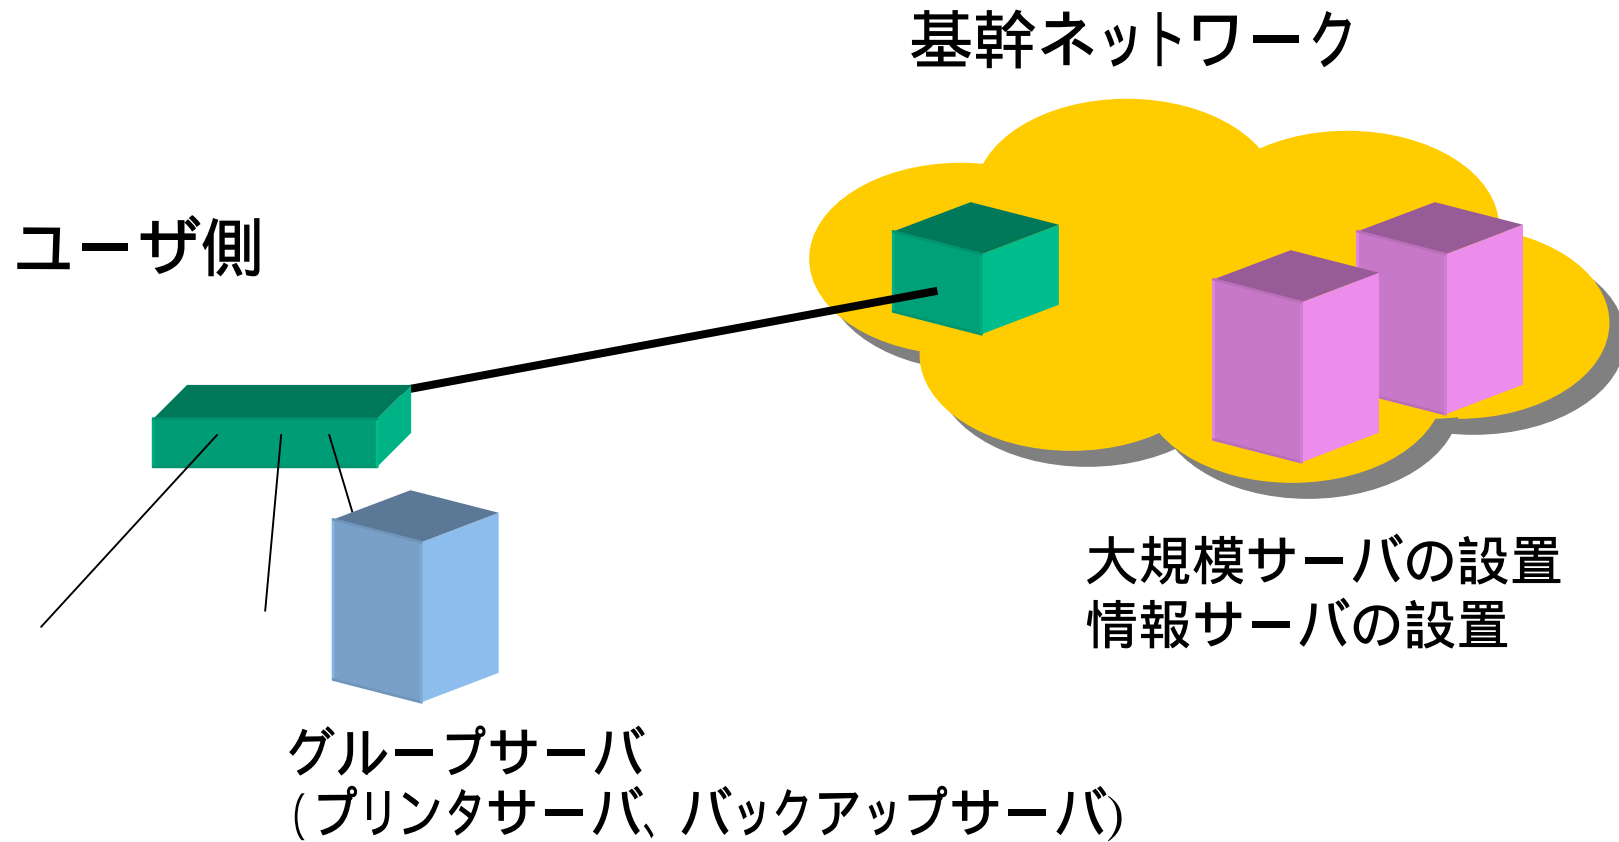 基幹ネットワーク
ユーザ側
大規模サーバの設置
情報サーバの設置
グループサーバ
(プリンタサーバ、バックアップサーバ)